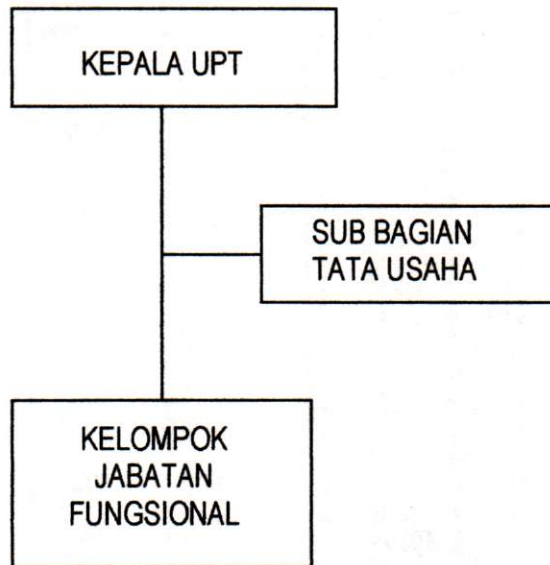 KEPALA UPT
SUB BAGIAN
TATA USAHA
KELOMPOK
JABATAN
FUNGSIONAL